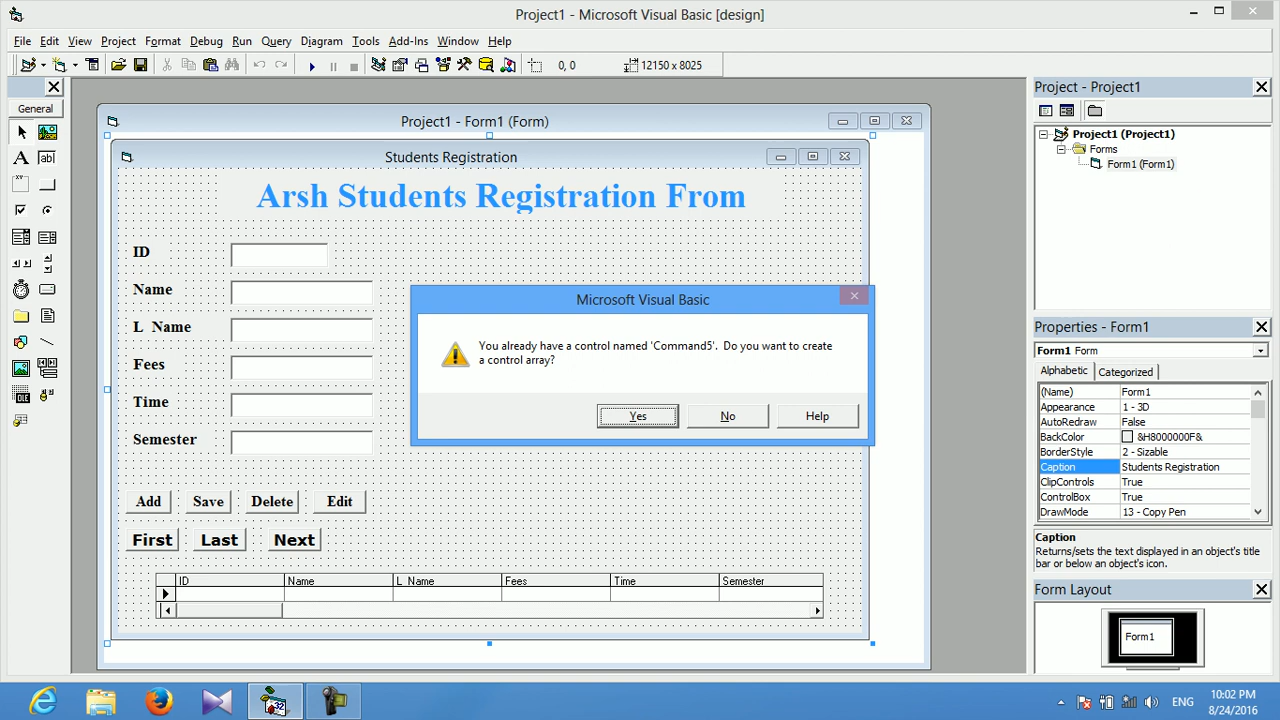 Project1 - Microsoft Visual Basic [design]
File Edit View Project Format Debug Run Query Diagram Tools Add-Ins Window Help
0, 0 12150 x 8025
General
Project1 - Form1 (Form)
Students Registration
Arsh Students Registration From
ID
Name
L Name
Fees
Time
Semester
Add Save Delete Edit
First Last Next
ID Name L Name Fees Time Semester
Microsoft Visual Basic
You already have a control named 'Command5'. Do you want to create
a control array?
Yes No Help
Project - Project1
Project1 (Project1)
Forms
Form1 (Form1)
Properties - Form1
Form1 Form
Alphabetic Categorized
(Name) Form1
Appearance 1 - 3D
AutoRedraw False
BackColor &H8000000F&
BorderStyle 2 - Sizable
Caption Students Registration
ClipControls True
ControlBox True
DrawMode 13 - Copy Pen
Caption
Returns/sets the text displayed in an object's title
bar or below an object's icon.
Form Layout
Form1
A
ab
OLE
32
ENG
10:02 PM
8/24/2016